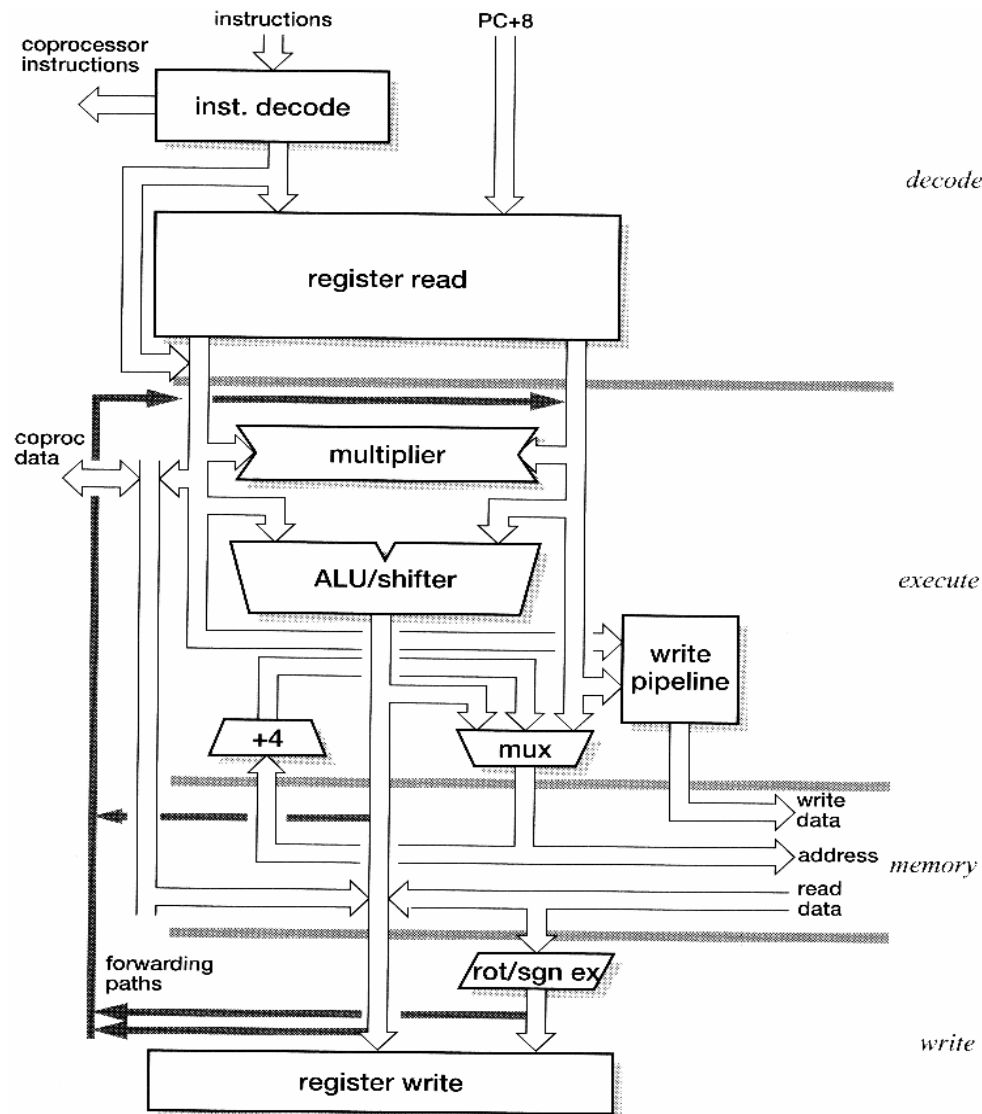 instructions
PC+8
coprocessor
instructions
inst. decode
decode
register read
coproc
data
multiplier
ALU/shifter
execute
write
pipeline
+4
mux
write
data
address
memory
read
data
forwarding
paths
rot/sgn ex
write
register write